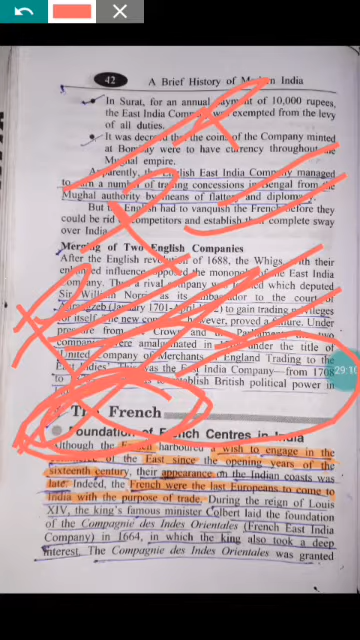 42 A Brief History of Modern India
In Surat, for an annual payment of 10,000 rupees,
the East India Company was exempted from the levy
of all duties.
It was decreed that the coins of the Company minted
at Bombay were to have currency throughout the
Mughal empire.
Apparently, the English East India Company managed
to earn a number of trading concessions in Bengal from the
Mughal authority by means of flattery and diplomacy.
But the English had to vanquish the French before they
could be rid of competitors and establish their complete sway
over India.
Merging of Two English Companies
After the English revolution of 1688, the Whigs, with their
enhanced influence, opposed the monopoly of the East India
Company. Thus a rival company was formed which deputed
Sir William Norris as its ambassador to the court of
Aurangzeb (January 1701-April 1702) to gain trading privileges
for itself. The new company, however, proved a failure. Under
pressure from the Crown and the Parliament, the two
companies were amalgamated in under the title of
'United Company of Merchants of England Trading to the
East Indies'. This was the East India Company—from 1708
to establish British political power in
The French
Foundation of French Centres in India
Although the French harboured a wish to engage in the
of the East since the opening years of the
sixteenth century, their appearance on the Indian coasts was
late. Indeed, the French were the last Europeans to come to
India with the purpose of trade. During the reign of Louis
XIV, the king's famous minister Colbert laid the foundation
of the Compagnie des Indes Orientales (French East India
Company) in 1664, in which the king also took a deep
interest. The Compagnie des Indes Orientales was granted
29:10